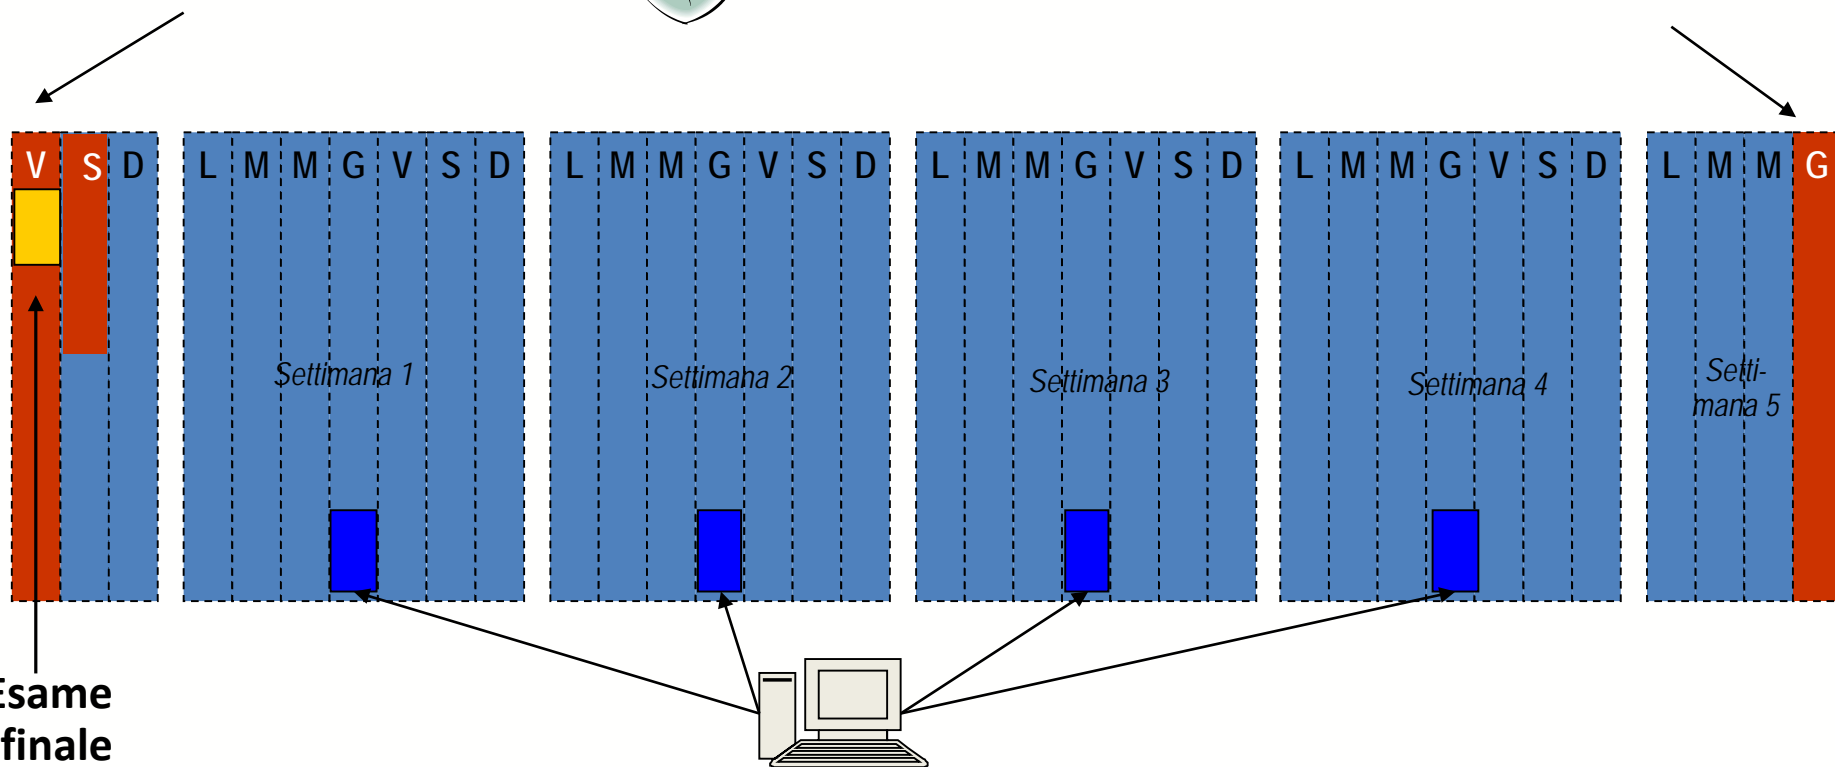 V S D L M M G V S D L M M G V S D L M M G V S D L M M G V S D L M M G
Settimana 1
Settimana 2
Settimana 3
Settimana 4
Setti-
mana 5
Esame
finale